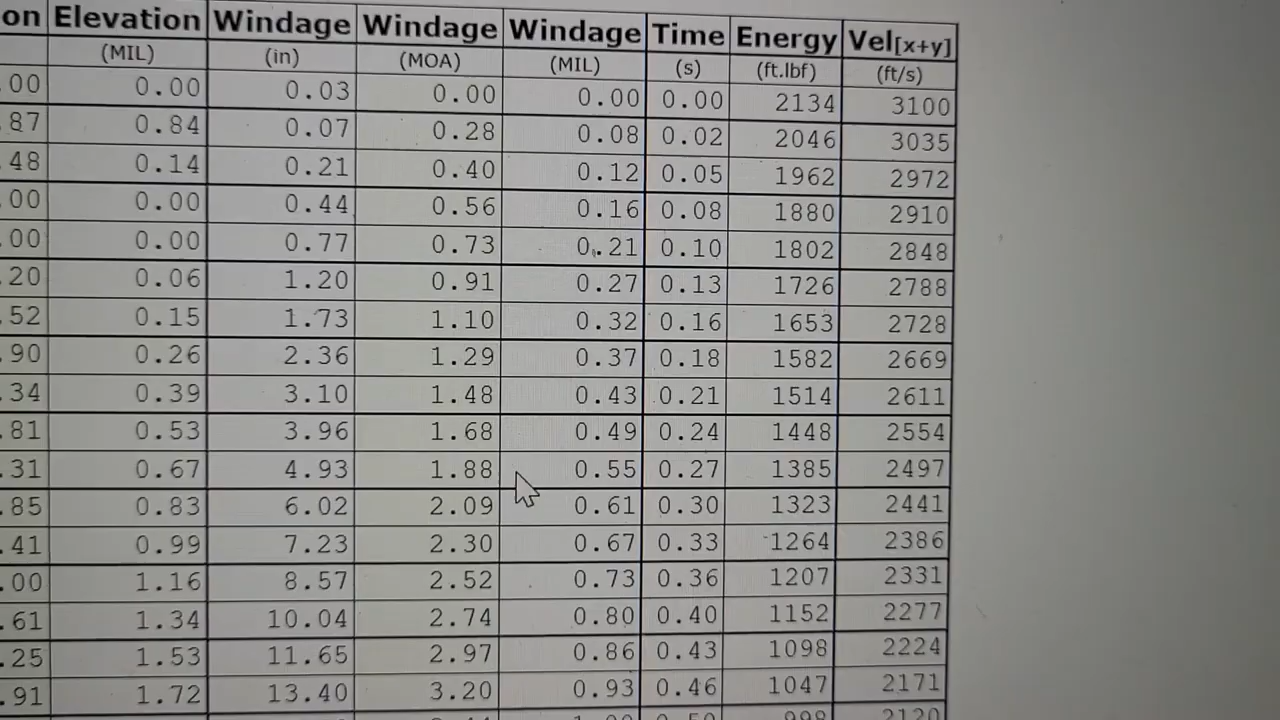 on Elevation Windage Windage Windage Time Energy Vel[x+y]
(MIL) (in) (MOA) (MIL) (s) (ft.lbf) (ft/s)
.00 0.00 0.03 0.00 0.00 0.00 2134 3100
.87 0.84 0.07 0.28 0.08 0.02 2046 3035
.48 0.14 0.21 0.40 0.12 0.05 1962 2972
.00 0.00 0.44 0.56 0.16 0.08 1880 2910
.00 0.00 0.77 0.73 0.21 0.10 1802 2848
.20 0.06 1.20 0.91 0.27 0.13 1726 2788
.52 0.15 1.73 1.10 0.32 0.16 1653 2728
.90 0.26 2.36 1.29 0.37 0.18 1582 2669
.34 0.39 3.10 1.48 0.43 0.21 1514 2611
.81 0.53 3.96 1.68 0.49 0.24 1448 2554
.31 0.67 4.93 1.88 0.55 0.27 1385 2497
.85 0.83 6.02 2.09 0.61 0.30 1323 2441
.41 0.99 7.23 2.30 0.67 0.33 1264 2386
.00 1.16 8.57 2.52 0.73 0.36 1207 2331
.61 1.34 10.04 2.74 0.80 0.40 1152 2277
.25 1.53 11.65 2.97 0.86 0.43 1098 2224
.91 1.72 13.40 3.20 0.93 0.46 1047 2171
998 2120